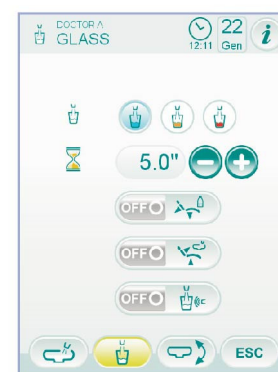 DOCTOR A
GLASS
12:11
22
Gen
i
5.0"
OFF
OFF
OFF
ESC